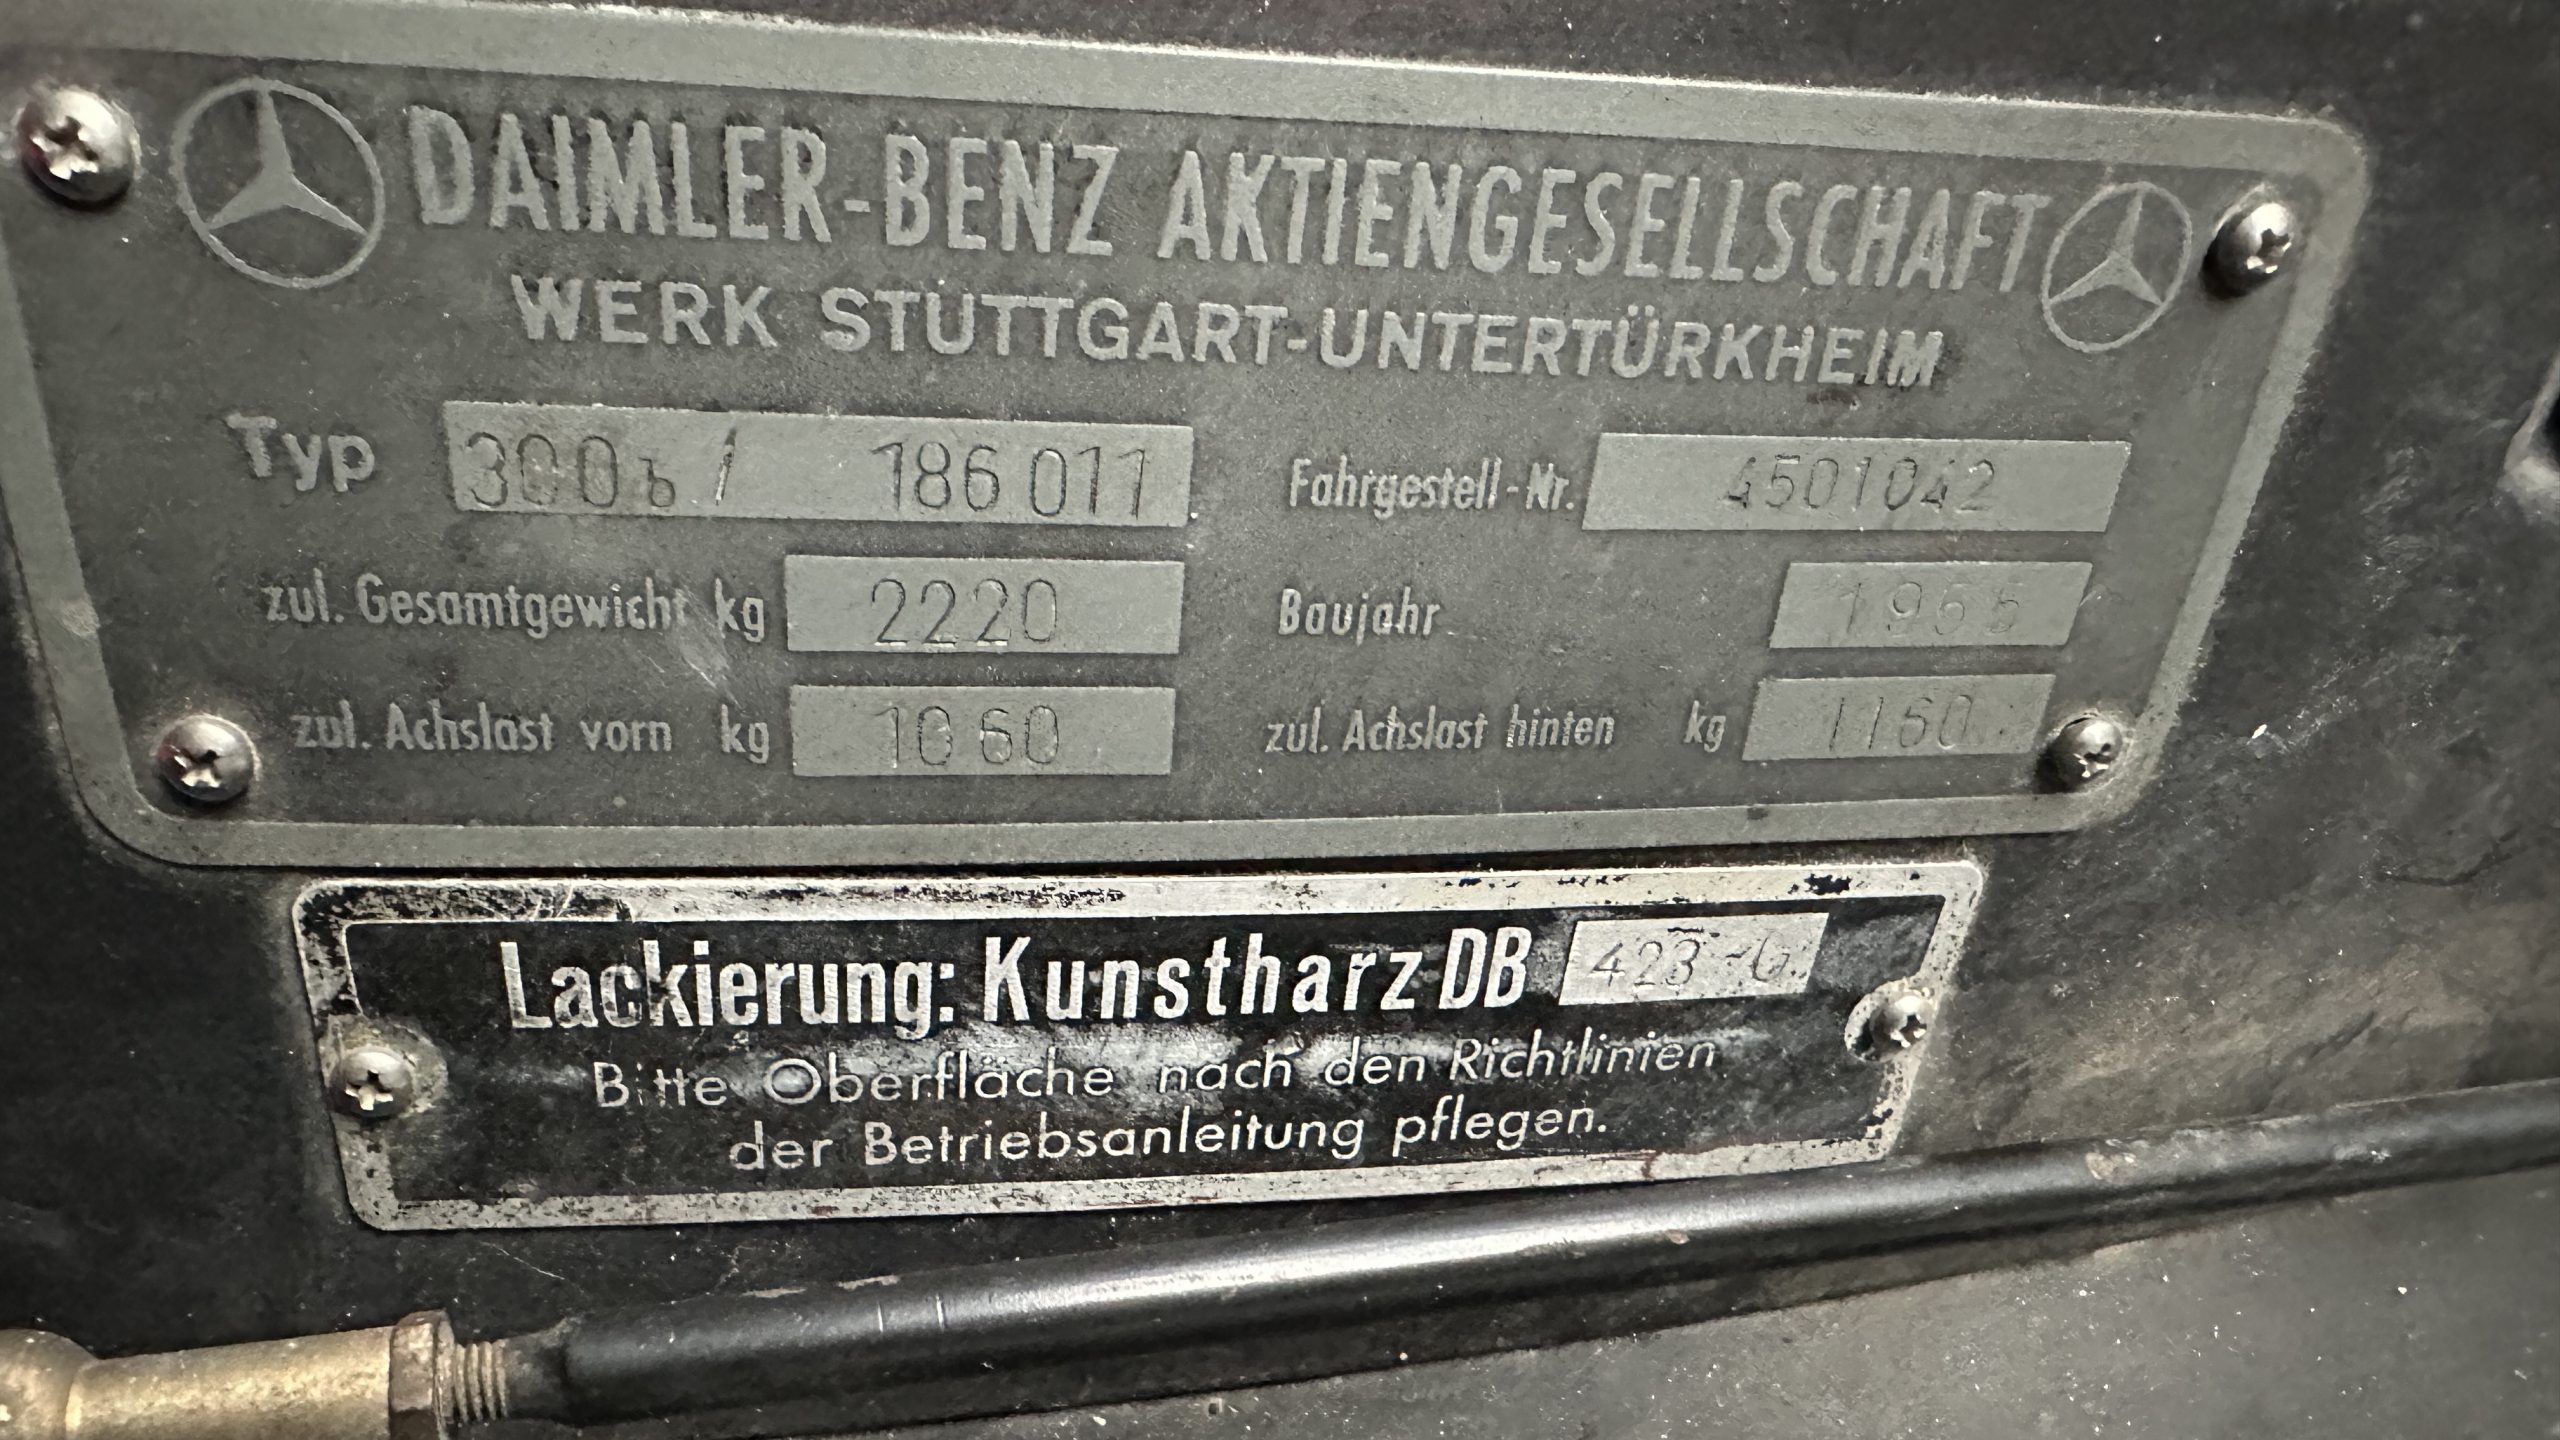 DAIMLER-BENZ AKTIENGESELLSCHAFT
WERK STUTTGART-UNTERTÜRKHEIM
Typ 300b / 186 011 Fahrgestell-Nr. 4501042
zul. Gesamtgewicht kg 2220 Baujahr 1955
zul. Achslast vorn kg 1060 zul. Achslast hinten kg 1160
Lackierung: Kunstharz DB 423-G
Bitte Oberfläche nach den Richtlinien
der Betriebsanleitung pflegen.